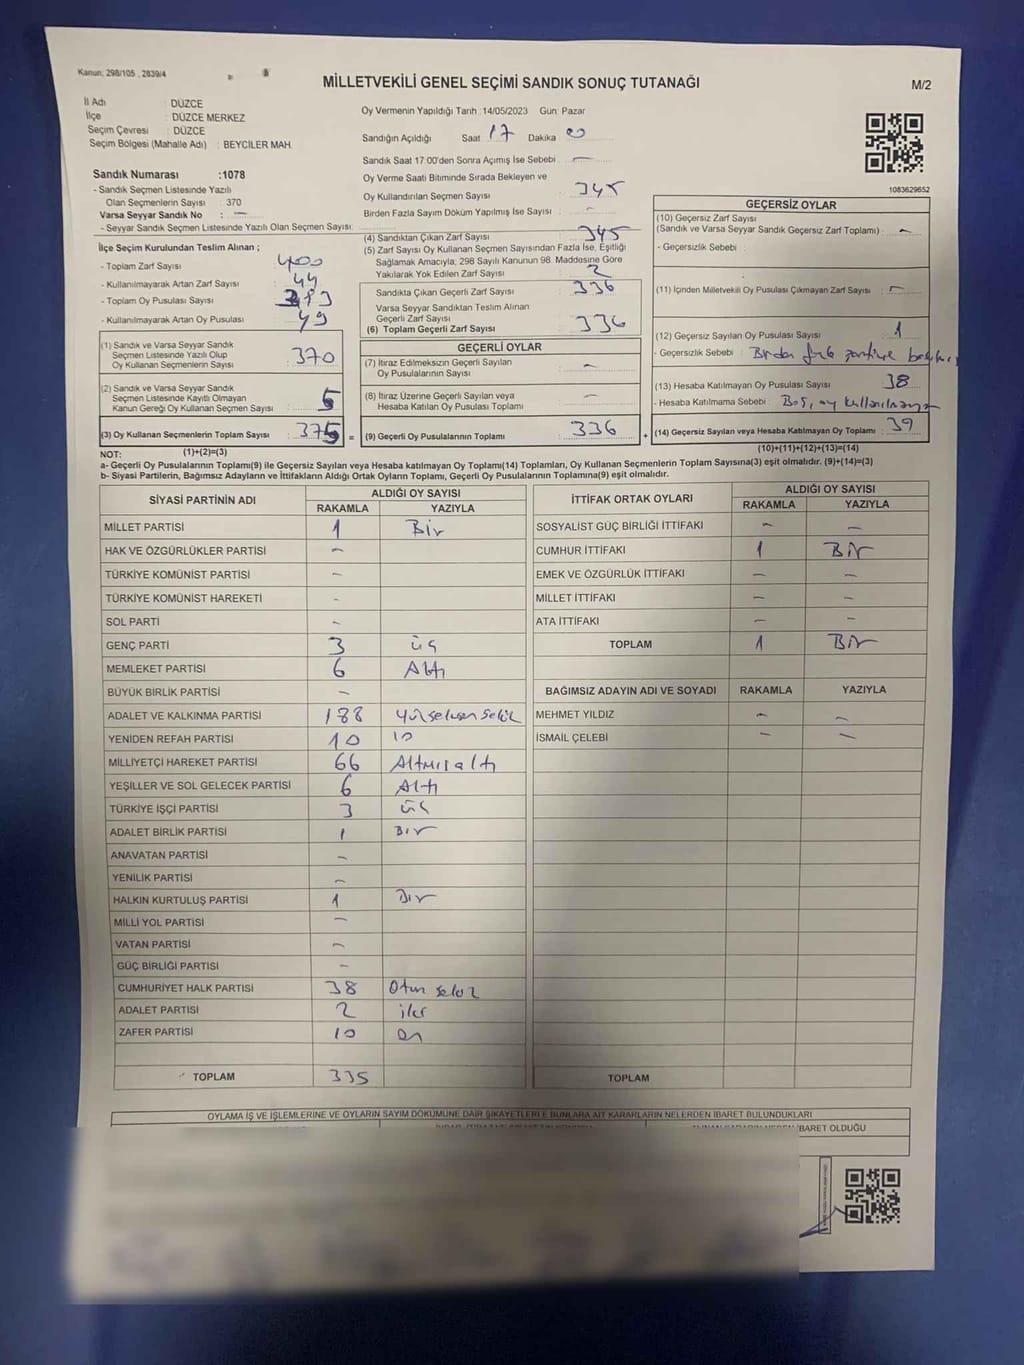 Kanun: 298/105 , 2839/4
MİLLETVEKİLİ GENEL SEÇİMİ SANDIK SONUÇ TUTANAĞI
M/2
İl Adı : DÜZCE
İlçe : DÜZCE MERKEZ
Seçim Çevresi : DÜZCE
Seçim Bölgesi (Mahalle Adı) : BEYCİLER MAH.
Sandık Numarası :1078
- Sandık Seçmen Listesinde Yazılı
Olan Seçmenlerin Sayısı : 370
Varsa Seyyar Sandık No : -
- Seyyar Sandık Seçmen Listesinde Yazılı Olan Seçmen Sayısı:
İlçe Seçim Kurulundan Teslim Alınan ;
- Toplam Zarf Sayısı : 400
- Kullanılmayarak Artan Zarf Sayısı : 44
- Toplam Oy Pusulası Sayısı :
- Kullanılmayarak Artan Oy Pusulası : 49
(1) Sandık ve Varsa Seyyar Sandık
Seçmen Listesinde Yazılı Olup
Oy Kullanan Seçmenlerin Sayısı : 370
(2) Sandık ve Varsa Seyyar Sandık
Seçmen Listesinde Kayıtlı Olmayan
Kanun Gereği Oy Kullanan Seçmen Sayısı : 5
(3) Oy Kullanan Seçmenlerin Toplam Sayısı : 375 =
Oy Vermenin Yapıldığı Tarih :14/05/2023 Gün: Pazar
Sandığın Açıldığı Saat 17 Dakika 00
Sandık Saat 17:00'den Sonra Açımış İse Sebebi : -
Oy Verme Saati Bitiminde Sırada Bekleyen ve
Oy Kullandırılan Seçmen Sayısı : 345
Birden Fazla Sayım Döküm Yapılmış İse Sayısı : -
(4) Sandıktan Çıkan Zarf Sayısı : 345
(5) Zarf Sayısı Oy Kullanan Seçmen Sayısından Fazla İse, Eşitliği
Sağlamak Amacıyla; 298 Sayılı Kanunun 98. Maddesine Göre
Yakılarak Yok Edilen Zarf Sayısı : 2
Sandıkta Çıkan Geçerli Zarf Sayısı : 336
Varsa Seyyar Sandıktan Teslim Alınan
Geçerli Zarf Sayısı :
(6) Toplam Geçerli Zarf Sayısı : 336
GEÇERLİ OYLAR
(7) İtiraz Edilmeksizin Geçerli Sayılan
Oy Pusulalarının Sayısı : -
(8) İtiraz Üzerine Geçerli Sayılan veya
Hesaba Katılan Oy Pusulaları Toplamı : -
(9) Geçerli Oy Pusulalarının Toplamı : 336 +
1083629652
GEÇERSİZ OYLAR
(10) Geçersiz Zarf Sayısı
(Sandık ve Varsa Seyyar Sandık Geçersiz Zarf Toplamı) : -
- Geçersizlik Sebebi :
(11) İçinden Milletvekili Oy Pusulası Çıkmayan Zarf Sayısı : -
(12) Geçersiz Sayılan Oy Pusulası Sayısı : 1
- Geçersizlik Sebebi : Birden fazla partiye
(13) Hesaba Katılmayan Oy Pusulası Sayısı : 38
- Hesaba Katılmama Sebebi : Boş, oy kullanılmayan
(14) Geçersiz Sayılan veya Hesaba Katılmayan Oy Toplamı : 39
NOT: (1)+(2)=(3)
(10)+(11)+(12)+(13)=(14)
a- Geçerli Oy Pusulalarının Toplamı(9) ile Geçersiz Sayılan veya Hesaba katılmayan Oy Toplamı(14) Toplamları, Oy Kullanan Seçmenlerin Toplam Sayısına(3) eşit olmalıdır. (9)+(14)=(3)
b- Siyasi Partilerin, Bağımsız Adayların ve İttifakların Aldığı Ortak Oyların Toplamı, Geçerli Oy Pusulalarının Toplamına(9) eşit olmalıdır.
SİYASİ PARTİNİN ADI ALDIĞI OY SAYISI
RAKAMLA YAZIYLA
MİLLET PARTİSİ 1 Bir
HAK VE ÖZGÜRLÜKLER PARTİSİ -
TÜRKİYE KOMÜNİST PARTİSİ -
TÜRKİYE KOMÜNİST HAREKETİ -
SOL PARTİ -
GENÇ PARTİ 3 üç
MEMLEKET PARTİSİ 6 Altı
BÜYÜK BİRLİK PARTİSİ -
ADALET VE KALKINMA PARTİSİ 188 Yüzseksensekiz
YENİDEN REFAH PARTİSİ 10 10
MİLLİYETÇİ HAREKET PARTİSİ 66 Altmışaltı
YEŞİLLER VE SOL GELECEK PARTİSİ 6 Altı
TÜRKİYE İŞÇİ PARTİSİ 3 üç
ADALET BİRLİK PARTİSİ 1 Bir
ANAVATAN PARTİSİ -
YENİLİK PARTİSİ -
HALKIN KURTULUŞ PARTİSİ 1 Bir
MİLLİ YOL PARTİSİ -
VATAN PARTİSİ -
GÜÇ BİRLİĞİ PARTİSİ -
CUMHURİYET HALK PARTİSİ 38 Otuz sekiz
ADALET PARTİSİ 2 iki
ZAFER PARTİSİ 10 On
TOPLAM 335
İTTİFAK ORTAK OYLARI ALDIĞI OY SAYISI
RAKAMLA YAZIYLA
SOSYALİST GÜÇ BİRLİĞİ İTTİFAKI - -
CUMHUR İTTİFAKI 1 Bir
EMEK VE ÖZGÜRLÜK İTTİFAKI - -
MİLLET İTTİFAKI - -
ATA İTTİFAKI - -
TOPLAM 1 Bir
BAĞIMSIZ ADAYIN ADI VE SOYADI RAKAMLA YAZIYLA
MEHMET YILDIZ - -
İSMAİL ÇELEBİ - -
TOPLAM
OYLAMA İŞ VE İŞLEMLERİNE VE OYLARIN SAYIM DÖKÜMÜNE DAİR ŞİKAYETLERLE BUNLARA AİT KARARLARIN NELERDEN İBARET BULUNDUKLARI
İBARET OLDUĞU